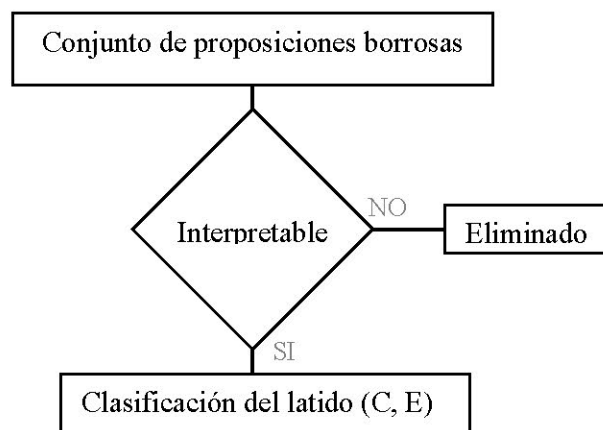 Conjunto de proposiciones borrosas
NO
Interpretable
Eliminado
SI
Clasificación del latido (C, E)